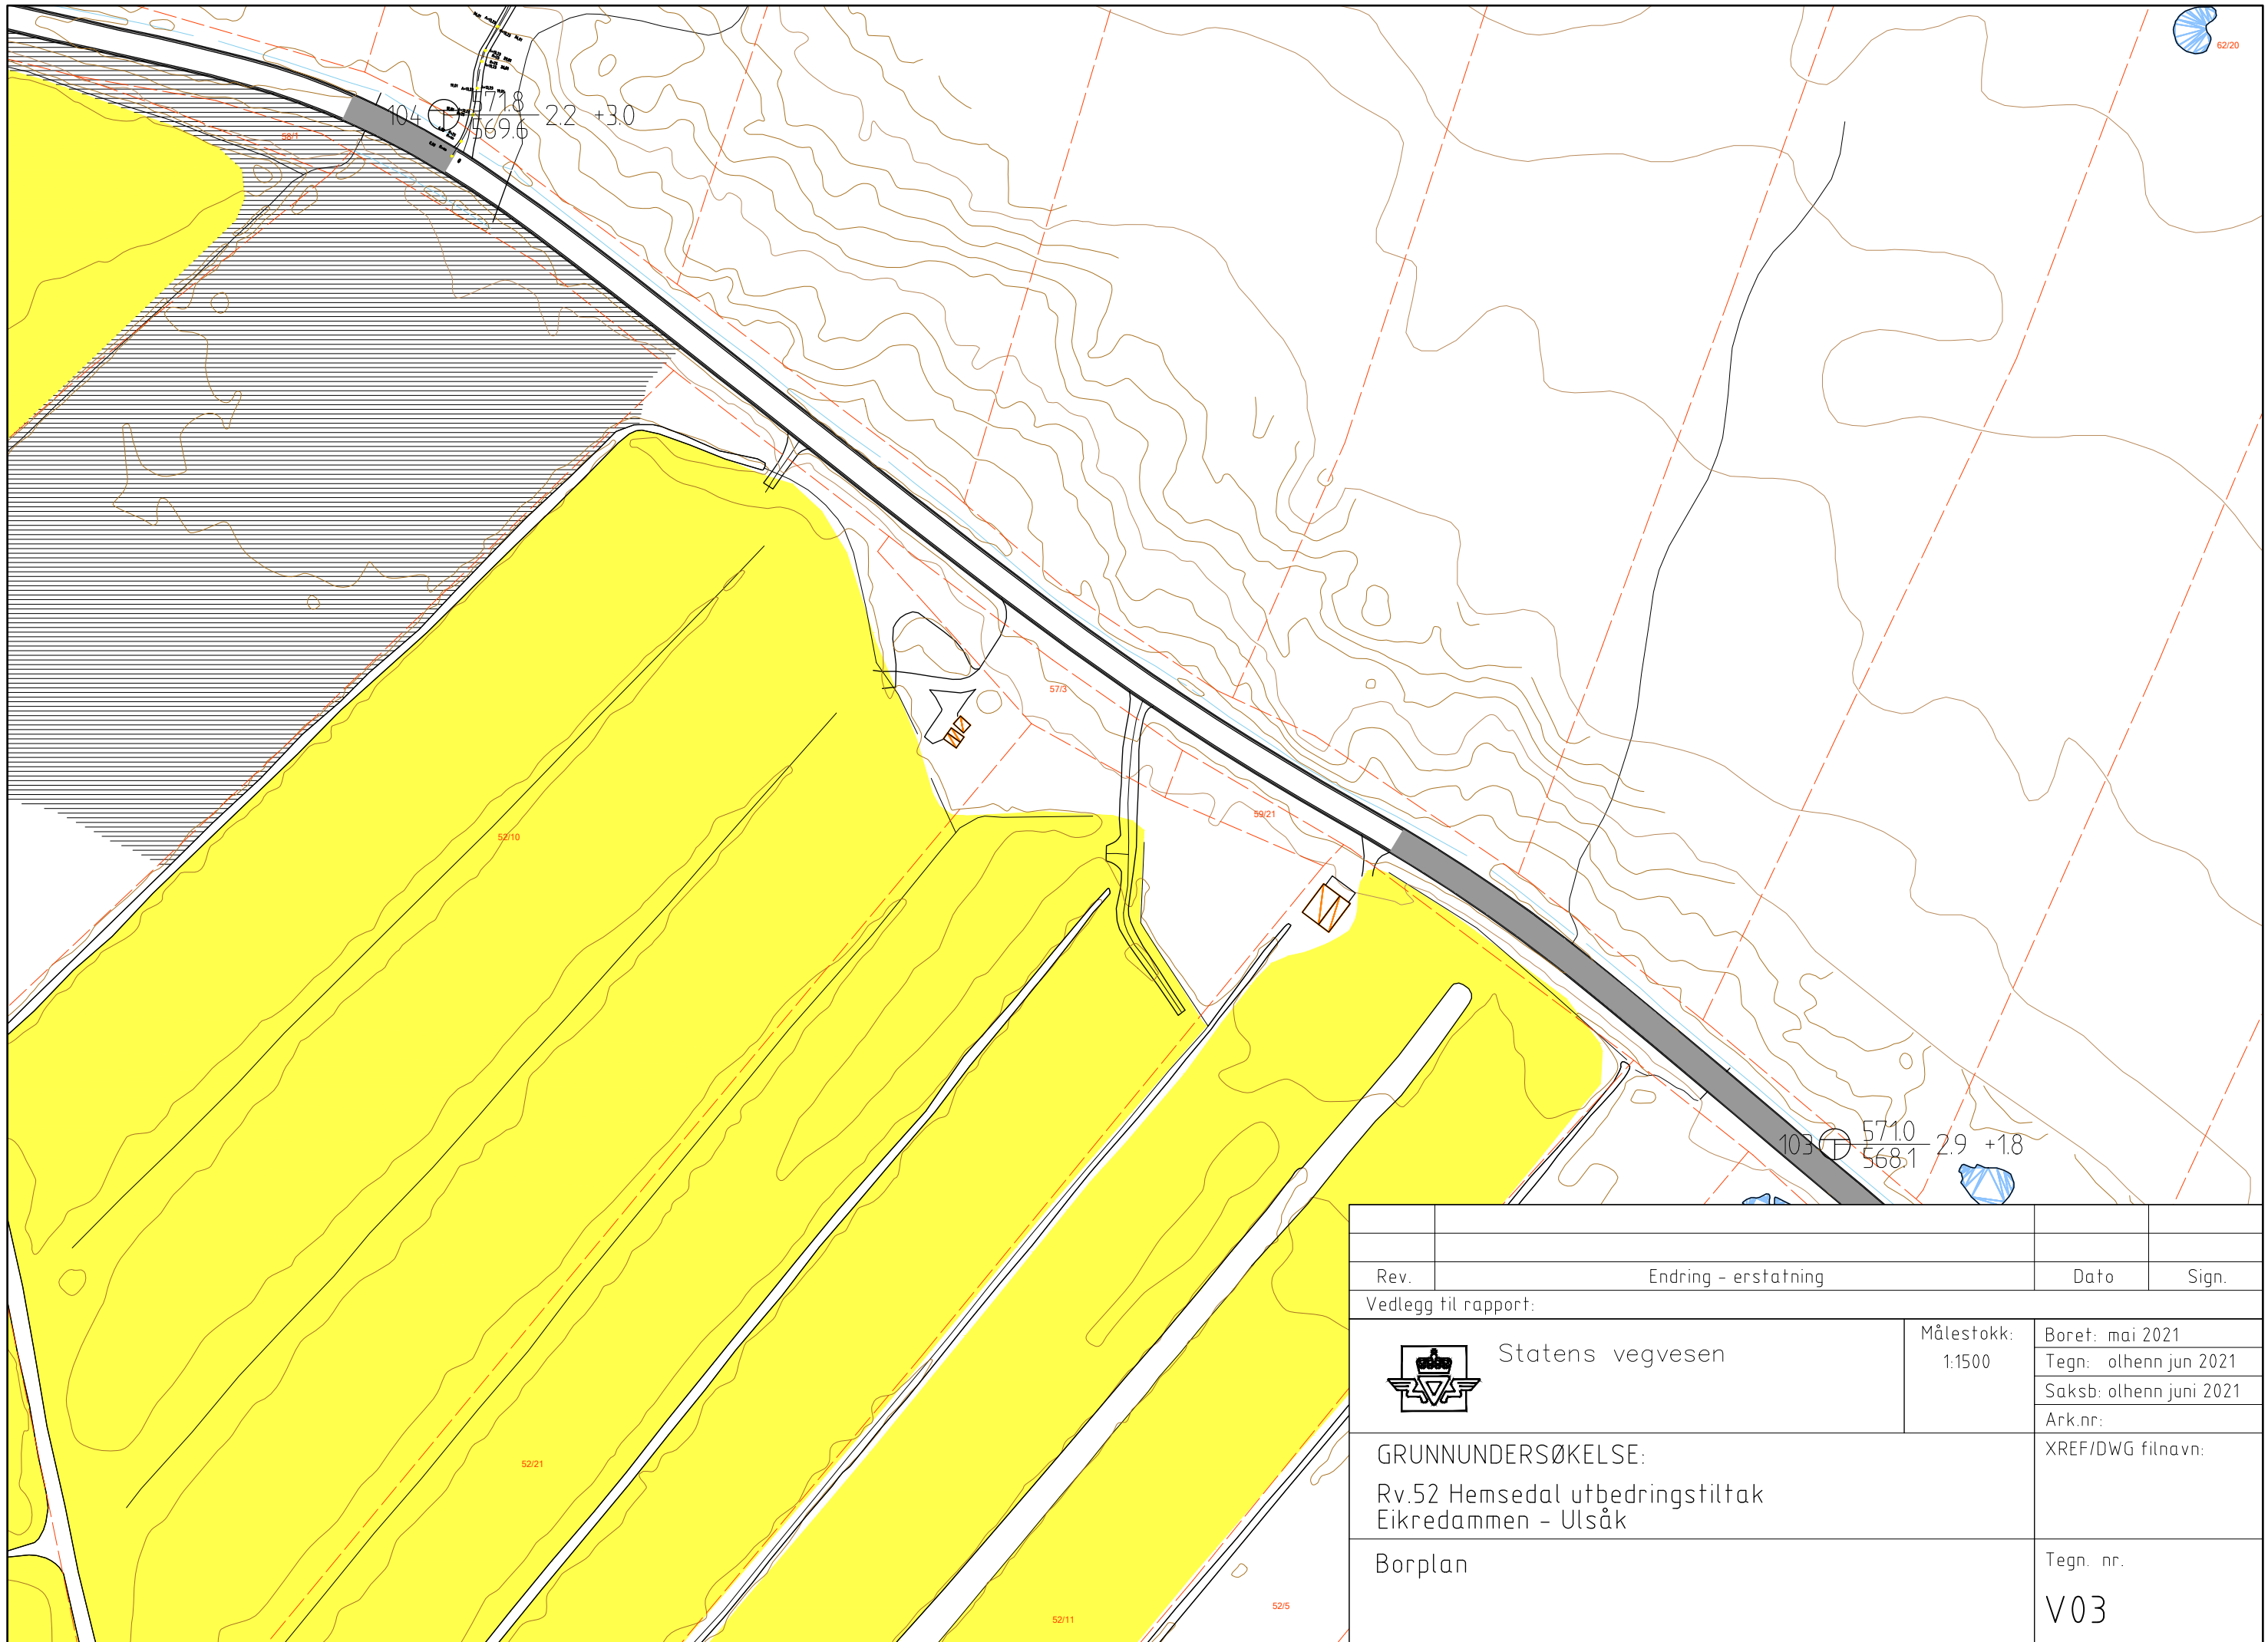 62/20
104 571.8 2.2 +3.0
569.6
58/1
57/3
59/21
52/10
103 571.0 2.9 +1.8
568.1
52/21
52/11
52/5
Rev. Endring - erstatning Dato Sign.
Vedlegg til rapport:
Statens vegvesen
Målestokk:
1:1500
Boret: mai 2021
Tegn: olhenn jun 2021
Saksb: olhenn juni 2021
Ark.nr:
GRUNNUNDERSØKELSE:
XREF/DWG filnavn:
Rv.52 Hemsedal utbedringstiltak
Eikredammen - Ulsåk
Borplan
Tegn. nr.
V03